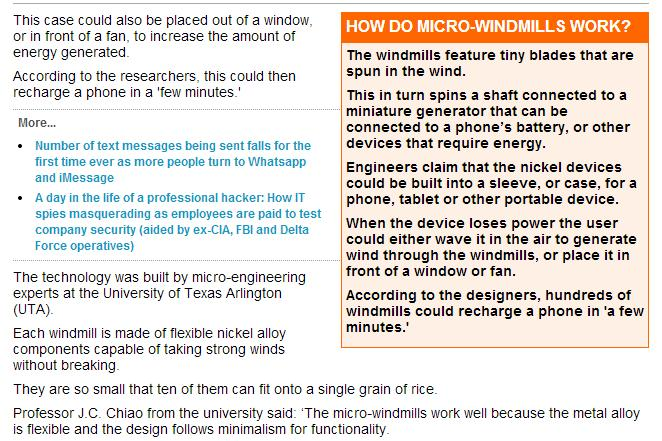 This case could also be placed out of a window,
or in front of a fan, to increase the amount of
energy generated.
According to the researchers, this could then
recharge a phone in a 'few minutes.'
More...
Number of text messages being sent falls for the
first time ever as more people turn to Whatsapp
and iMessage
A day in the life of a professional hacker: How IT
spies masquerading as employees are paid to test
company security (aided by ex-CIA, FBI and Delta
Force operatives)
HOW DO MICRO-WINDMILLS WORK?
The windmills feature tiny blades that are
spun in the wind.
This in turn spins a shaft connected to a
miniature generator that can be
connected to a phone's battery, or other
devices that require energy.
Engineers claim that the nickel devices
could be built into a sleeve, or case, for a
phone, tablet or other portable device.
When the device loses power the user
could either wave it in the air to generate
wind through the windmills, or place it in
front of a window or fan.
According to the designers, hundreds of
windmills could recharge a phone in 'a few
minutes.'
The technology was built by micro-engineering
experts at the University of Texas Arlington
(UTA).
Each windmill is made of flexible nickel alloy
components capable of taking strong winds
without breaking.
They are so small that ten of them can fit onto a single grain of rice.
Professor J.C. Chiao from the university said: 'The micro-windmills work well because the metal alloy
is flexible and the design follows minimalism for functionality.